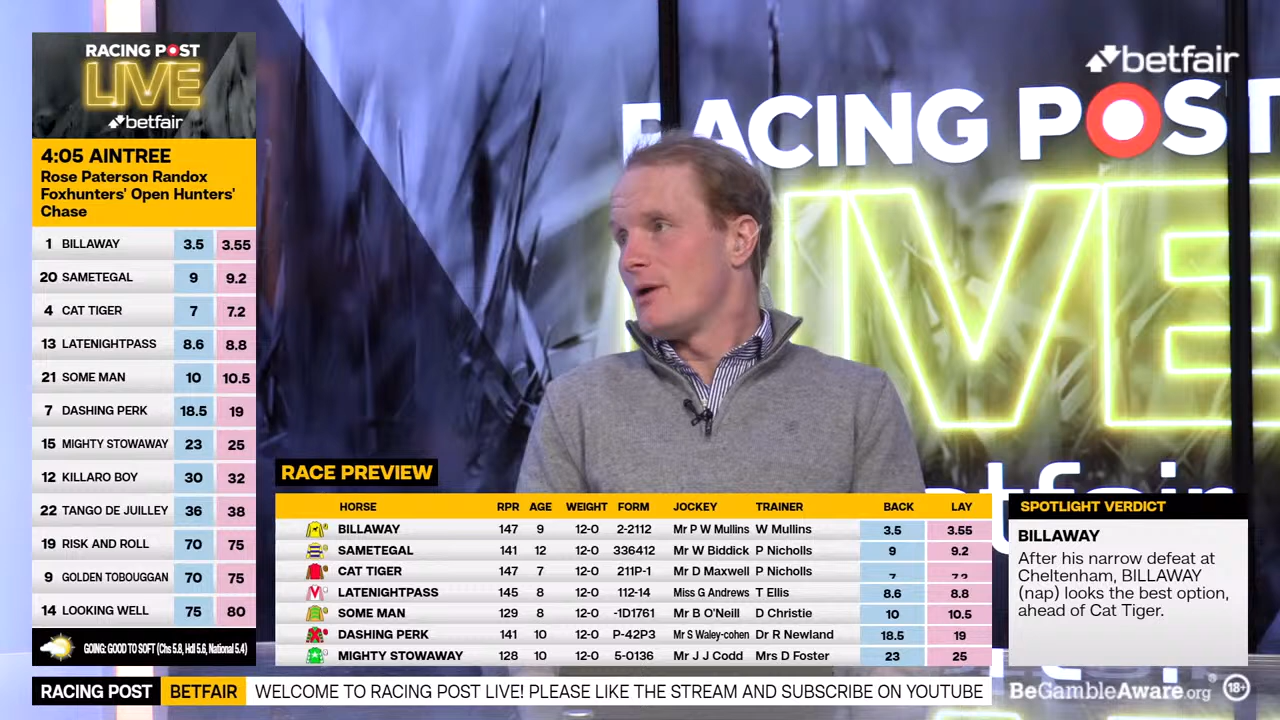 RACING POST
LIVE
betfair
4:05 AINTREE
Rose Paterson Randox
Foxhunters' Open Hunters'
Chase
1 BILLAWAY 3.5 3.55
20 SAMETEGAL 9 9.2
4 CAT TIGER 7 7.2
13 LATENIGHTPASS 8.6 8.8
21 SOME MAN 10 10.5
7 DASHING PERK 18.5 19
15 MIGHTY STOWAWAY 23 25
12 KILLARO BOY 30 32
22 TANGO DE JUILLEY 36 38
19 RISK AND ROLL 70 75
9 GOLDEN TOBOUGGAN 70 75
14 LOOKING WELL 75 80
GOING: GOOD TO SOFT (Chs 5.8, Hdl 5.6, National 5.4)
betfair
RACING POST
LIVE
etfair
RACE PREVIEW
HORSE RPR AGE WEIGHT FORM JOCKEY TRAINER BACK LAY
BILLAWAY 147 9 12-0 2-2112 Mr P W Mullins W Mullins 3.5 3.55
SAMETEGAL 141 12 12-0 336412 Mr W Biddick P Nicholls 9 9.2
CAT TIGER 147 7 12-0 211P-1 Mr D Maxwell P Nicholls 7 7.2
LATENIGHTPASS 145 8 12-0 112-14 Miss G Andrews T Ellis 8.6 8.8
SOME MAN 129 8 12-0 -1D1761 Mr B O'Neill D Christie 10 10.5
DASHING PERK 141 10 12-0 P-42P3 Mr S Waley-cohen Dr R Newland 18.5 19
MIGHTY STOWAWAY 128 10 12-0 5-0136 Mr J J Codd Mrs D Foster 23 25
SPOTLIGHT VERDICT
BILLAWAY
After his narrow defeat at
Cheltenham, BILLAWAY
(nap) looks the best option,
ahead of Cat Tiger.
RACING POST BETFAIR WELCOME TO RACING POST LIVE! PLEASE LIKE THE STREAM AND SUBSCRIBE ON YOUTUBE
BeGambleAware.org® 18+